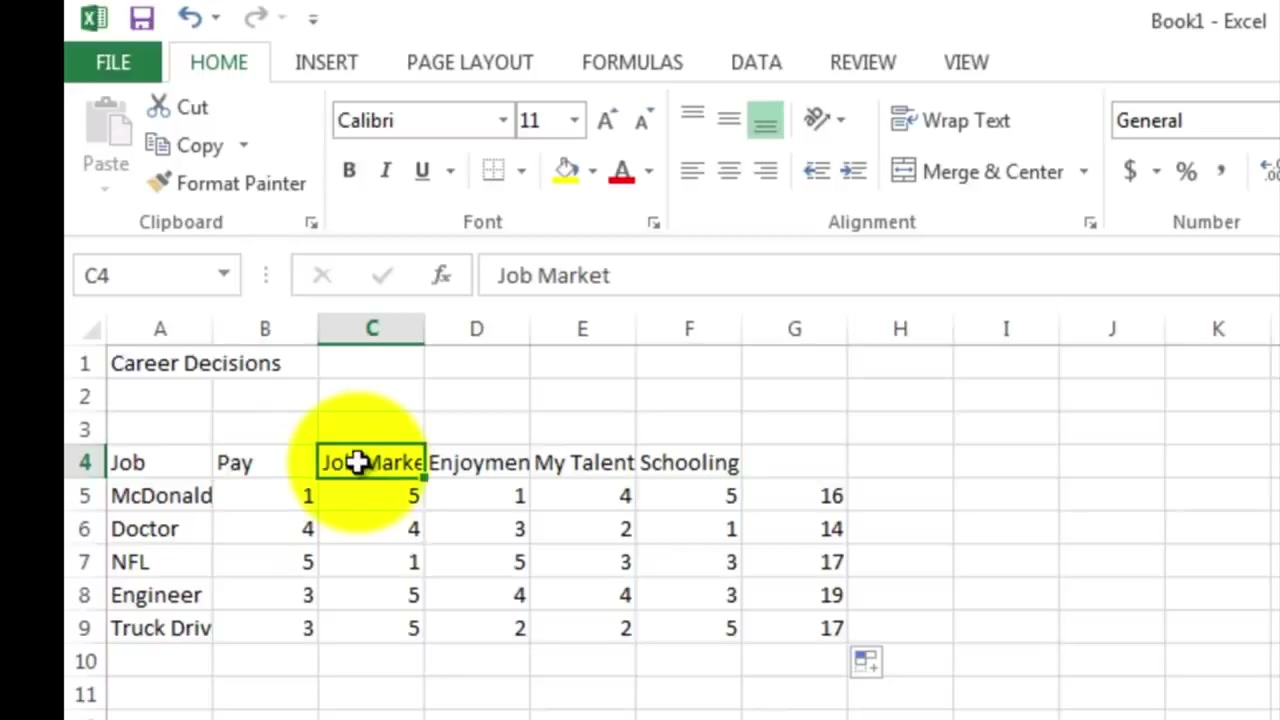 Book1 - Excel
FILE HOME INSERT PAGE LAYOUT FORMULAS DATA REVIEW VIEW
Paste
Cut
Copy
Format Painter
Clipboard
Calibri 11
B I U A
Font
Wrap Text
Merge & Center
Alignment
General
$ % ,
Number
C4 fx Job Market
A B C D E F G H I J K
1 Career Decisions
2
3
4 Job Pay Job Marke Enjoymen My Talent Schooling
5 McDonald 1 5 1 4 5 16
6 Doctor 4 4 3 2 1 14
7 NFL 5 1 5 3 3 17
8 Engineer 3 5 4 4 3 19
9 Truck Driv 3 5 2 2 5 17
10
11